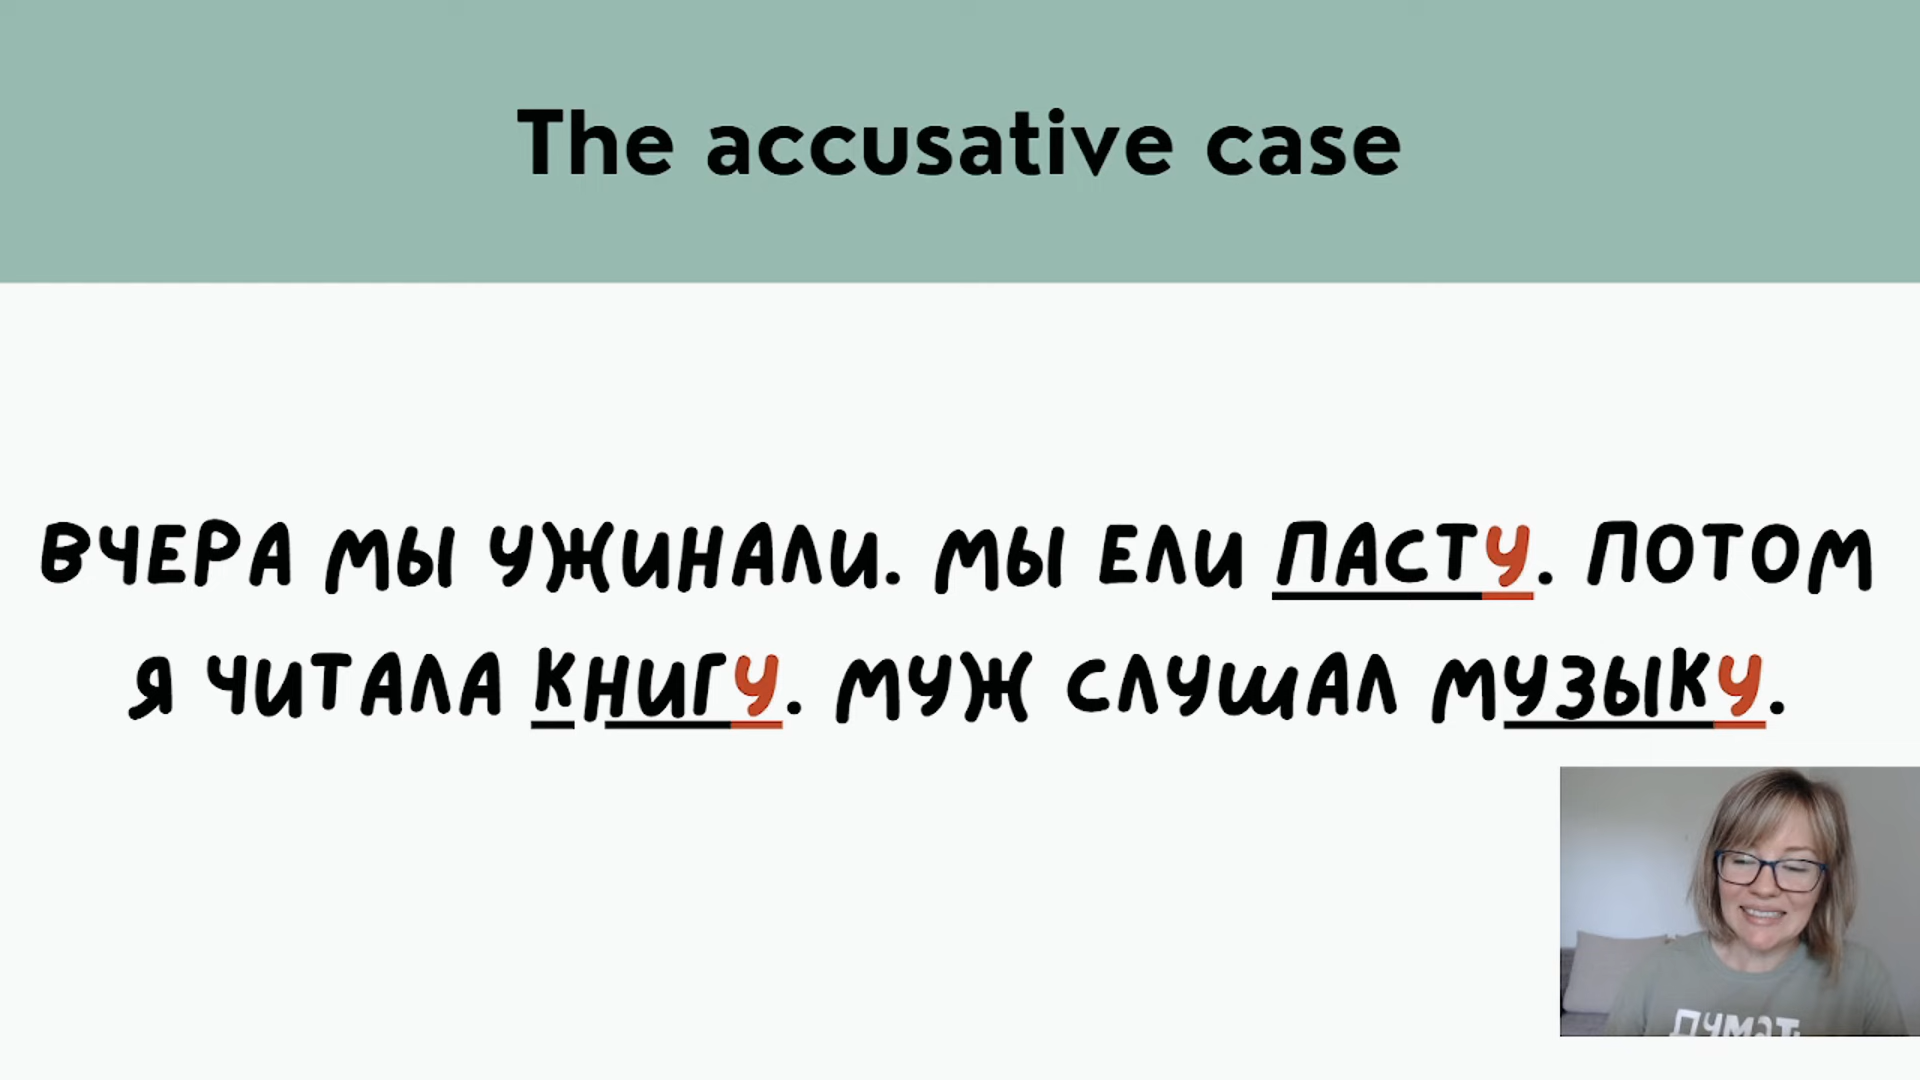 The accusative case
ВЧЕРА МЫ УЖИНАЛИ. МЫ ЕЛИ ПАСТУ. ПОТОМ
Я ЧИТАЛА КНИГУ. МУЖ СЛУШАЛ МУЗЫКУ.